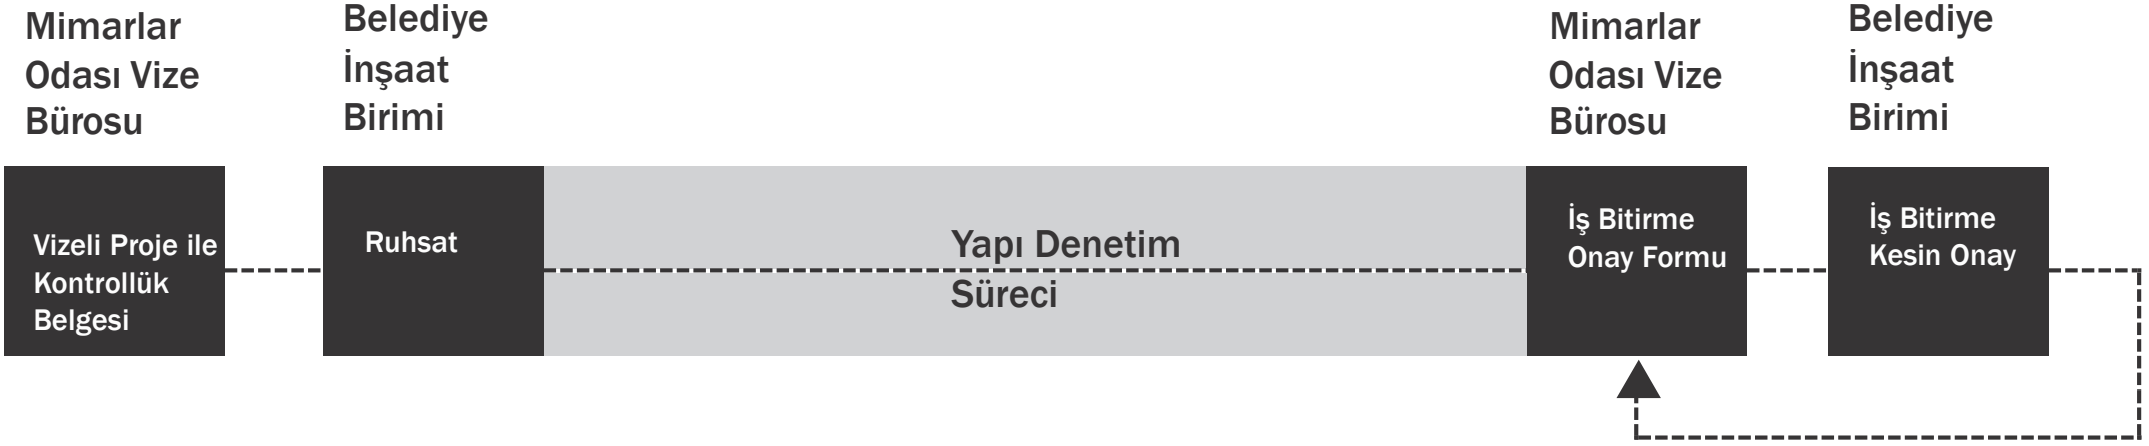 Mimarlar
Odası Vize
Bürosu
Belediye
İnşaat
Birimi
Mimarlar
Odası Vize
Bürosu
Belediye
İnşaat
Birimi
Vizeli Proje ile
Kontrollük
Belgesi
Ruhsat
Yapı Denetim
Süreci
İş Bitirme
Onay Formu
İş Bitirme
Kesin Onay